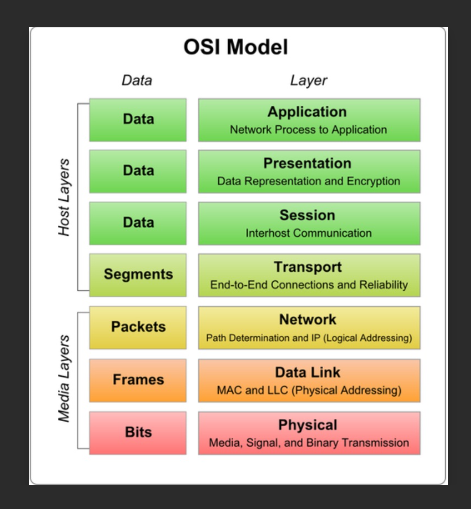 OSI Model
Data Layer
Host Layers
Data
Application
Network Process to Application
Data
Presentation
Data Representation and Encryption
Data
Session
Interhost Communication
Segments
Transport
End-to-End Connections and Reliability
Media Layers
Packets
Network
Path Determination and IP (Logical Addressing)
Frames
Data Link
MAC and LLC (Physical Addressing)
Bits
Physical
Media, Signal, and Binary Transmission